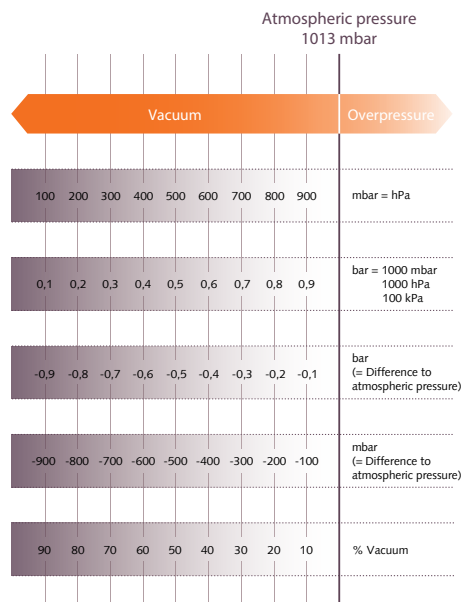 Atmospheric pressure
1013 mbar
Vacuum
Overpressure
100 200 300 400 500 600 700 800 900
mbar = hPa
0,1 0,2 0,3 0,4 0,5 0,6 0,7 0,8 0,9
bar = 1000 mbar
1000 hPa
100 kPa
-0,9 -0,8 -0,7 -0,6 -0,5 -0,4 -0,3 -0,2 -0,1
bar
(= Difference to
atmospheric pressure)
-900 -800 -700 -600 -500 -400 -300 -200 -100
mbar
(= Difference to
atmospheric pressure)
90 80 70 60 50 40 30 20 10
% Vacuum